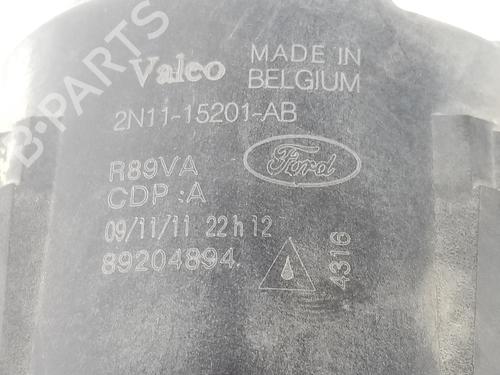 Valeo
MADE IN
BELGIUM
2N11-15201-AB
R89VA
CDP :A
Ford
09/11/11 22h12
89204894
4316
B-PARTS